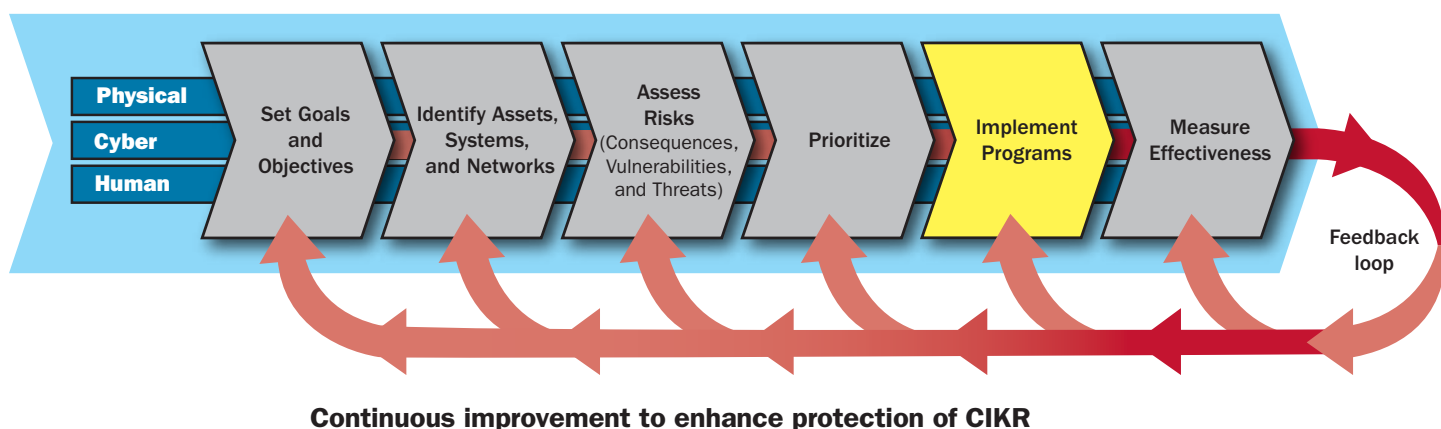 Physical
Cyber
Human
Set Goals
and
Objectives
Identify Assets,
Systems,
and Networks
Assess
Risks
(Consequences,
Vulnerabilities,
and Threats)
Prioritize
Implement
Programs
Measure
Effectiveness
Feedback
loop
Continuous improvement to enhance protection of CIKR